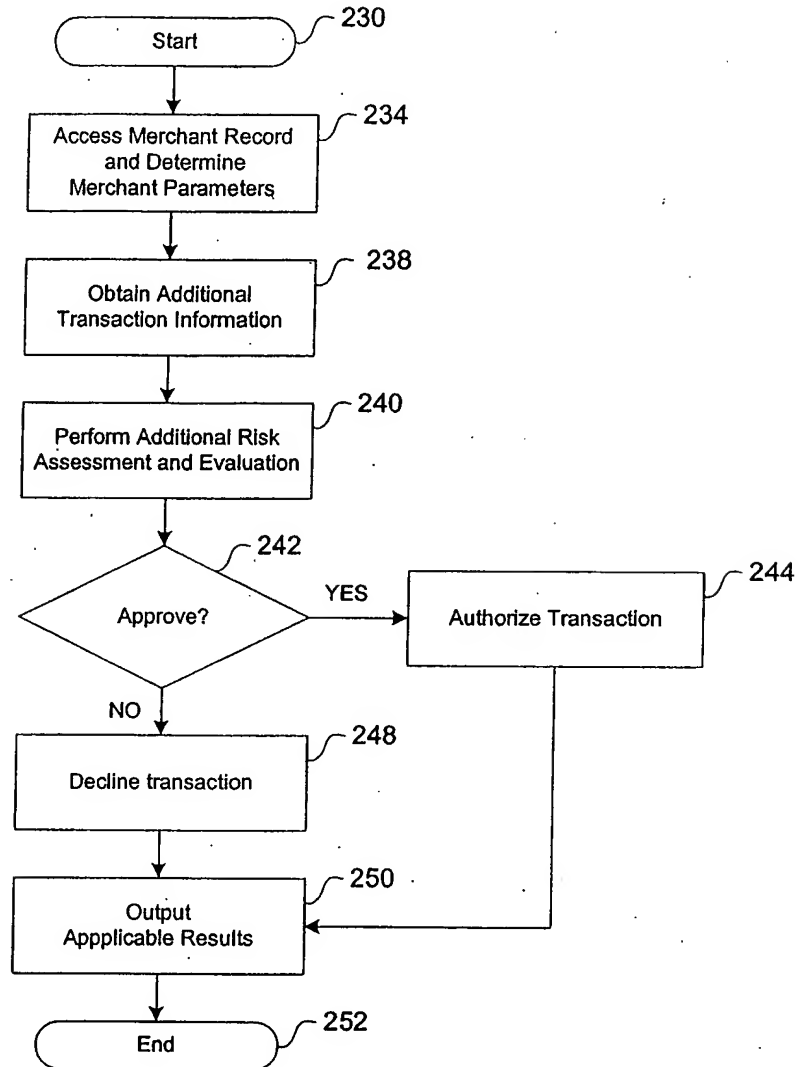 Start
230
Access Merchant Record
and Determine
Merchant Parameters
234
Obtain Additional
Transaction Information
238
Perform Additional Risk
Assessment and Evaluation
240
Approve?
242
YES
Authorize Transaction
244
NO
Decline transaction
248
Output
Appplicable Results
250
End
252